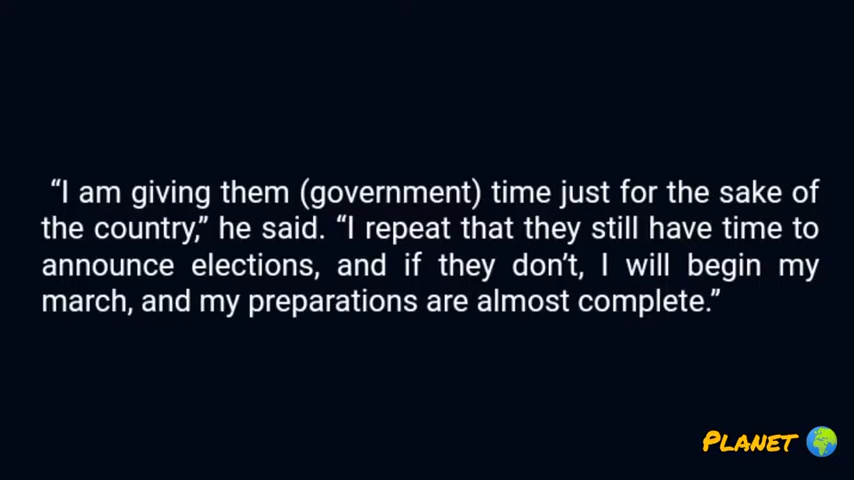 “I am giving them (government) time just for the sake of
the country,” he said. “I repeat that they still have time to
announce elections, and if they don’t, I will begin my
march, and my preparations are almost complete.”
PLANET